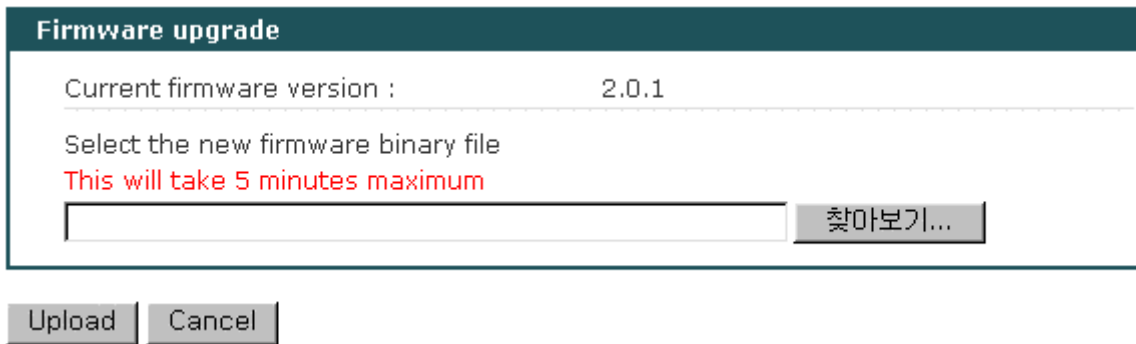 Firmware upgrade
Current firmware version : 2.0.1
Select the new firmware binary file
This will take 5 minutes maximum
찾아보기...
Upload Cancel